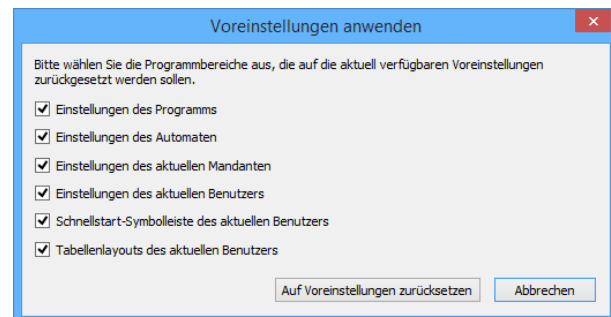 Voreinstellungen anwenden
Bitte wählen Sie die Programmbereiche aus, die auf die aktuell verfügbaren Voreinstellungen
zurückgesetzt werden sollen.
Einstellungen des Programms
Einstellungen des Automaten
Einstellungen des aktuellen Mandanten
Einstellungen des aktuellen Benutzers
Schnellstart-Symbolleiste des aktuellen Benutzers
Tabellenlayouts des aktuellen Benutzers
Auf Voreinstellungen zurücksetzen Abbrechen